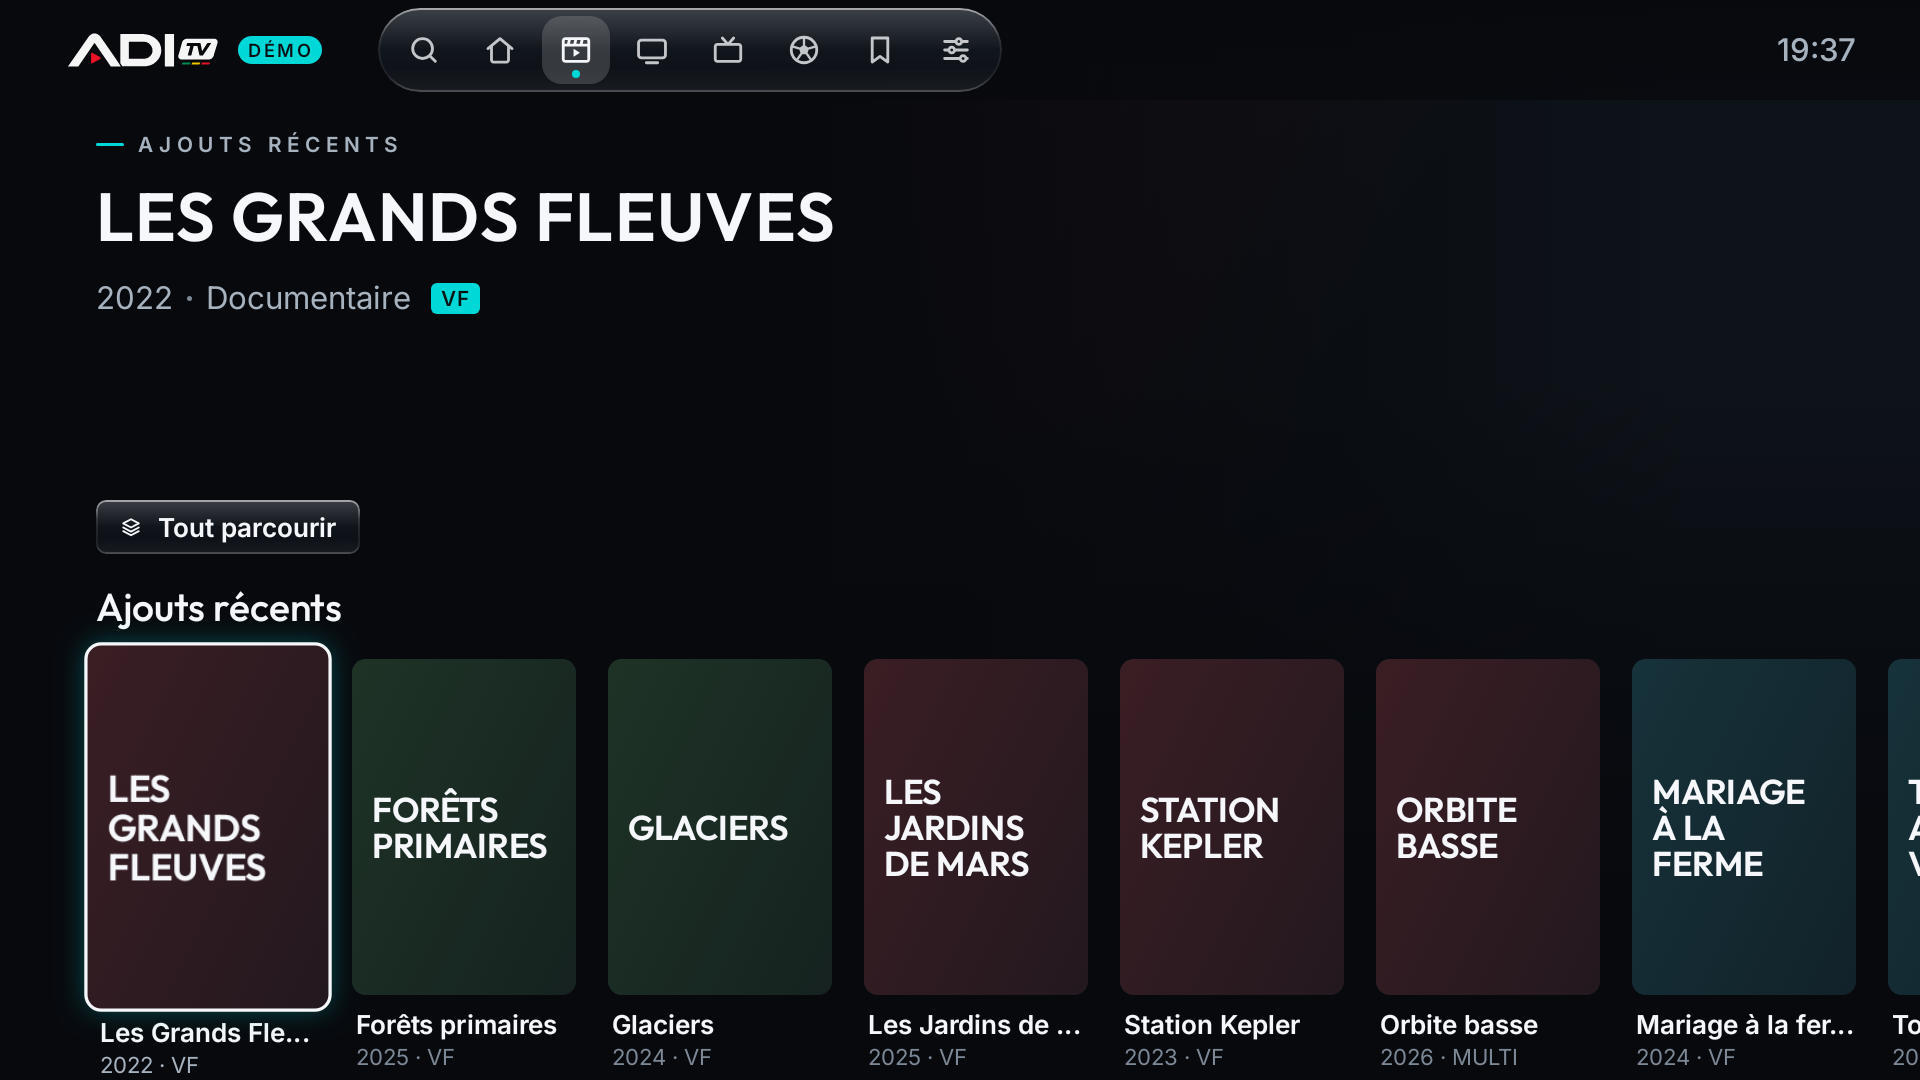 ADI TV DÉMO
19:37
AJOUTS RÉCENTS
LES GRANDS FLEUVES
2022 · Documentaire VF
Tout parcourir
Ajouts récents
LES
GRANDS
FLEUVES
FORÊTS
PRIMAIRES
GLACIERS
LES
JARDINS
DE MARS
STATION
KEPLER
ORBITE
BASSE
MARIAGE
À LA
FERME
Les Grands Fle...
2022 · VF
Forêts primaires
2025 · VF
Glaciers
2024 · VF
Les Jardins de ...
2025 · VF
Station Kepler
2023 · VF
Orbite basse
2026 · MULTI
Mariage à la fer...
2024 · VF